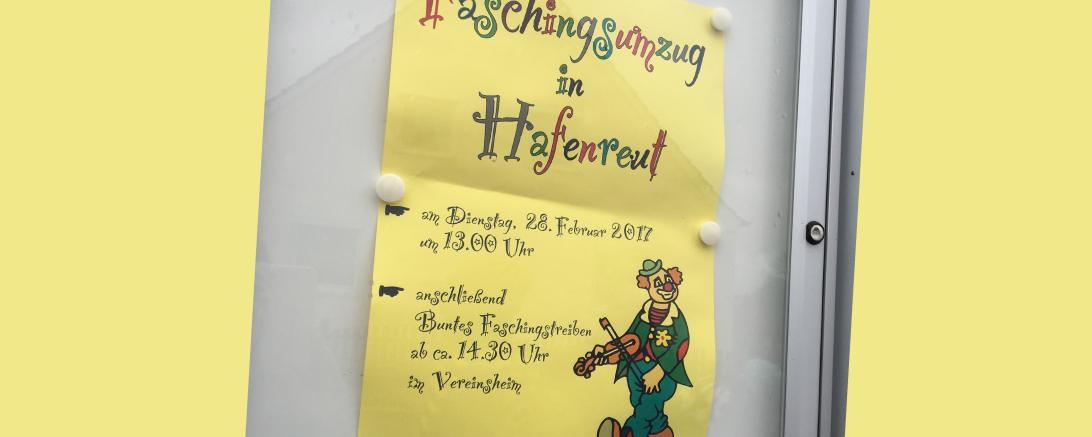 Faschingsumzug
in
Hafenreut
am Dienstag, 28. Februar 2017
um 13.00 Uhr
anschließend
Buntes Faschingstreiben
ab ca. 14.30 Uhr
im Vereinsheim